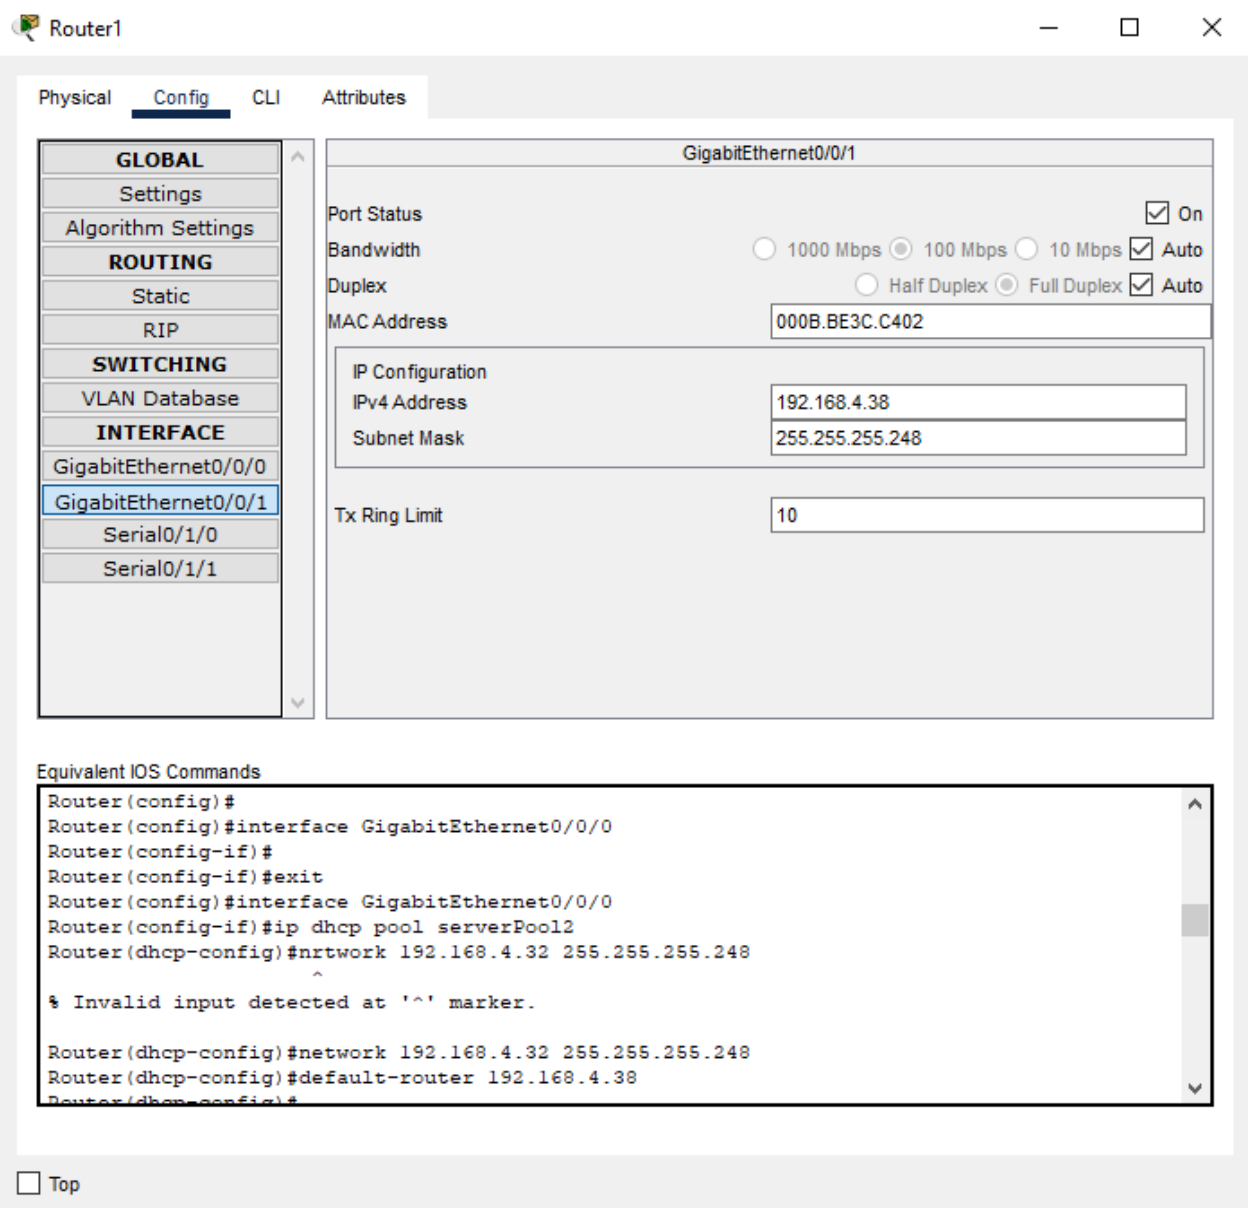 Router1
Physical Config CLI Attributes
GLOBAL
Settings
Algorithm Settings
ROUTING
Static
RIP
SWITCHING
VLAN Database
INTERFACE
GigabitEthernet0/0/0
GigabitEthernet0/0/1
Serial0/1/0
Serial0/1/1
GigabitEthernet0/0/1
Port Status On
Bandwidth 1000 Mbps 100 Mbps 10 Mbps Auto
Duplex Half Duplex Full Duplex Auto
MAC Address 000B.BE3C.C402
IP Configuration
IPv4 Address 192.168.4.38
Subnet Mask 255.255.255.248
Tx Ring Limit 10
Equivalent IOS Commands
Router(config)#
Router(config)#interface GigabitEthernet0/0/0
Router(config-if)#
Router(config-if)#exit
Router(config)#interface GigabitEthernet0/0/0
Router(config-if)#ip dhcp pool serverPool2
Router(dhcp-config)#nrtwork 192.168.4.32 255.255.255.248
^
% Invalid input detected at '^' marker.
Router(dhcp-config)#network 192.168.4.32 255.255.255.248
Router(dhcp-config)#default-router 192.168.4.38
Router(dhcp-config)#
Top